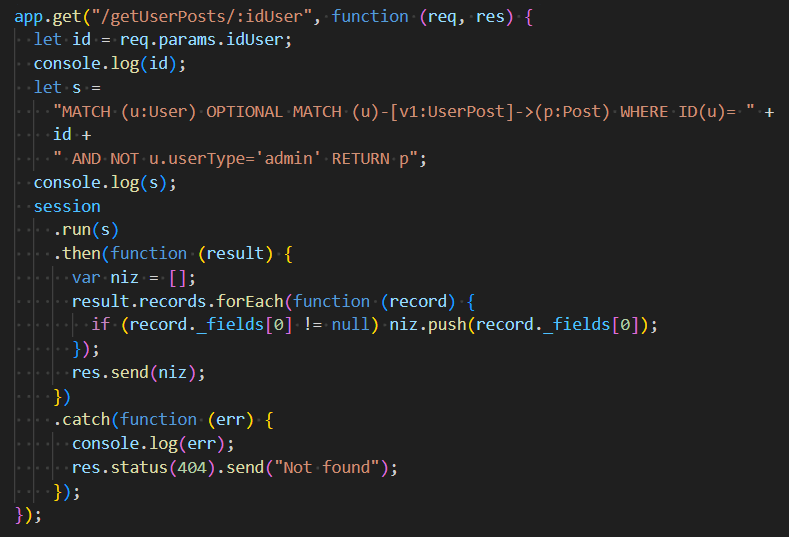 app.get("/getUserPosts/:idUser", function (req, res) {
  let id = req.params.idUser;
  console.log(id);
  let s =
    "MATCH (u:User) OPTIONAL MATCH (u)-[v1:UserPost]->(p:Post) WHERE ID(u)= " +
    id +
    " AND NOT u.userType='admin' RETURN p";
  console.log(s);
  session
    .run(s)
    .then(function (result) {
      var niz = [];
      result.records.forEach(function (record) {
        if (record._fields[0] != null) niz.push(record._fields[0]);
      });
      res.send(niz);
    })
    .catch(function (err) {
      console.log(err);
      res.status(404).send("Not found");
    });
});